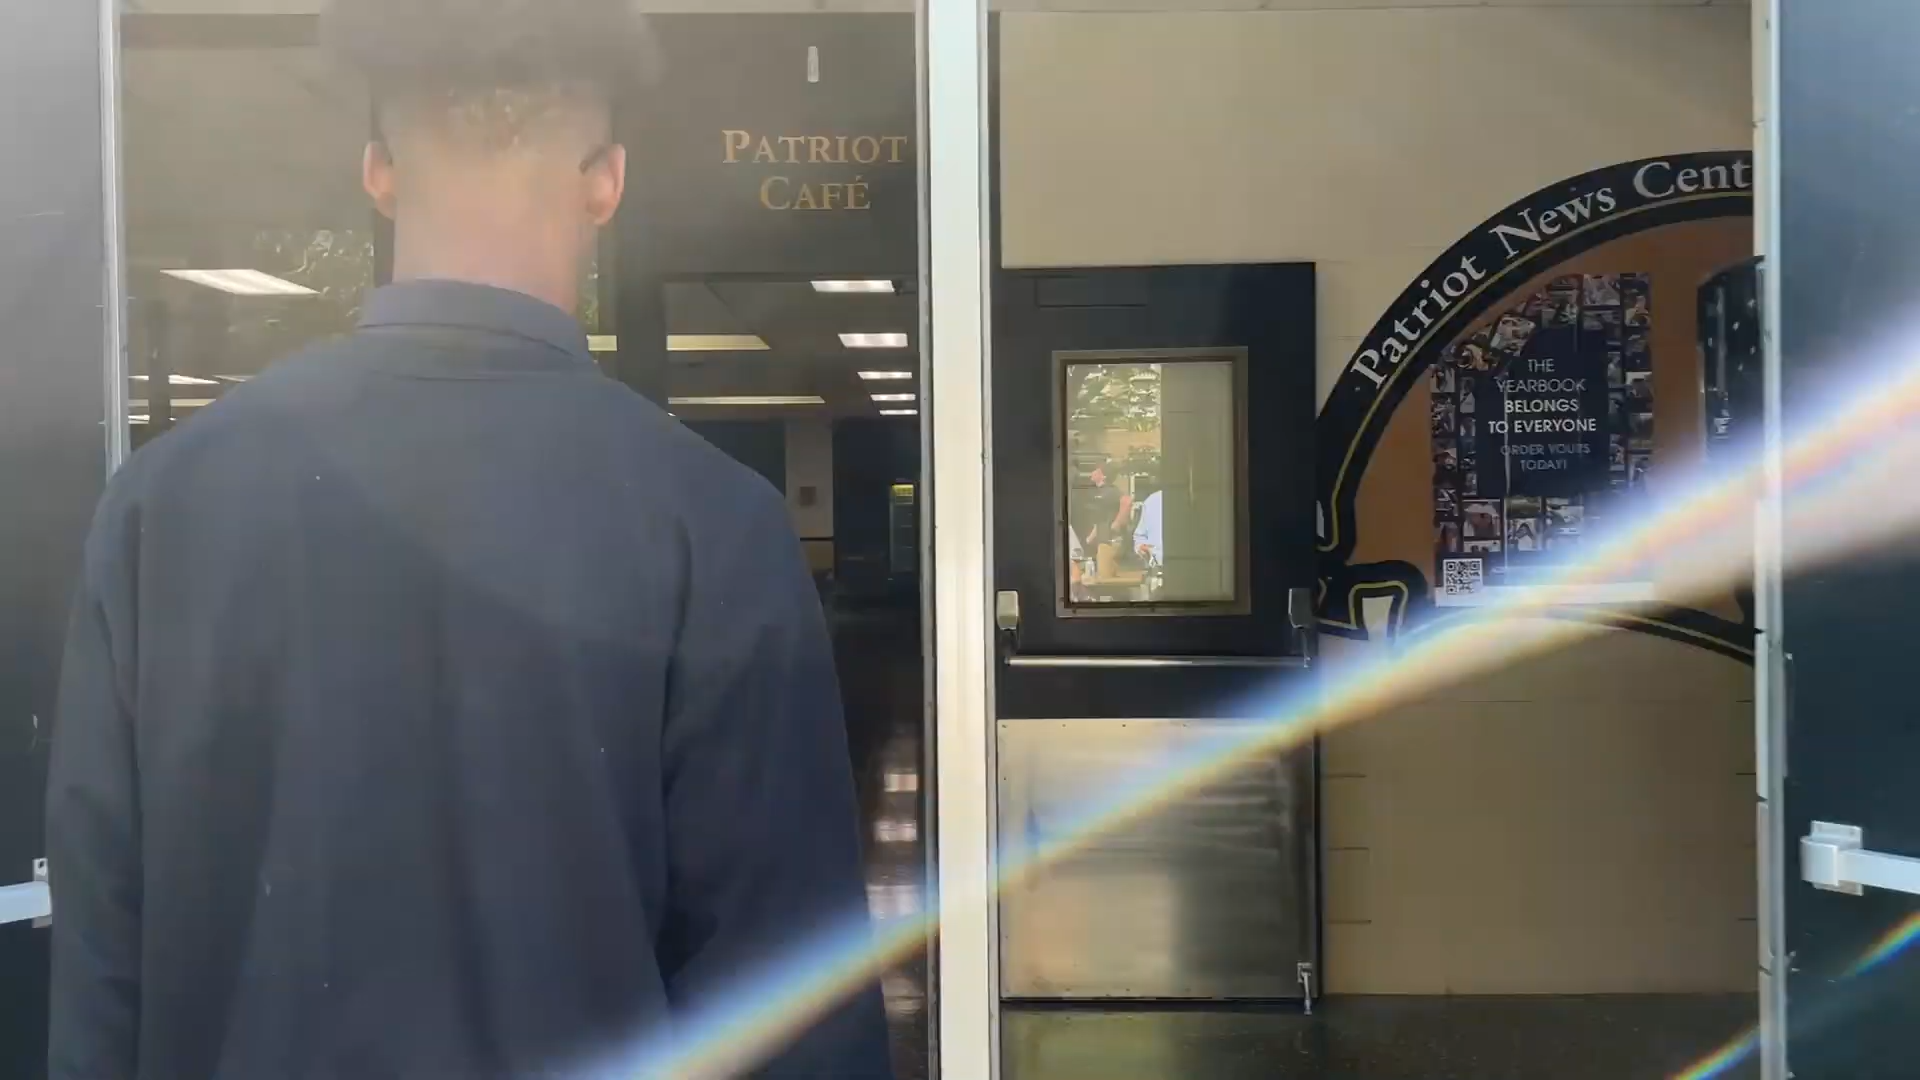 PATRIOT
CAFÉ
Patriot News Cent
THE
YEARBOOK
BELONGS
TO EVERYONE
ORDER YOURS
TODAY!